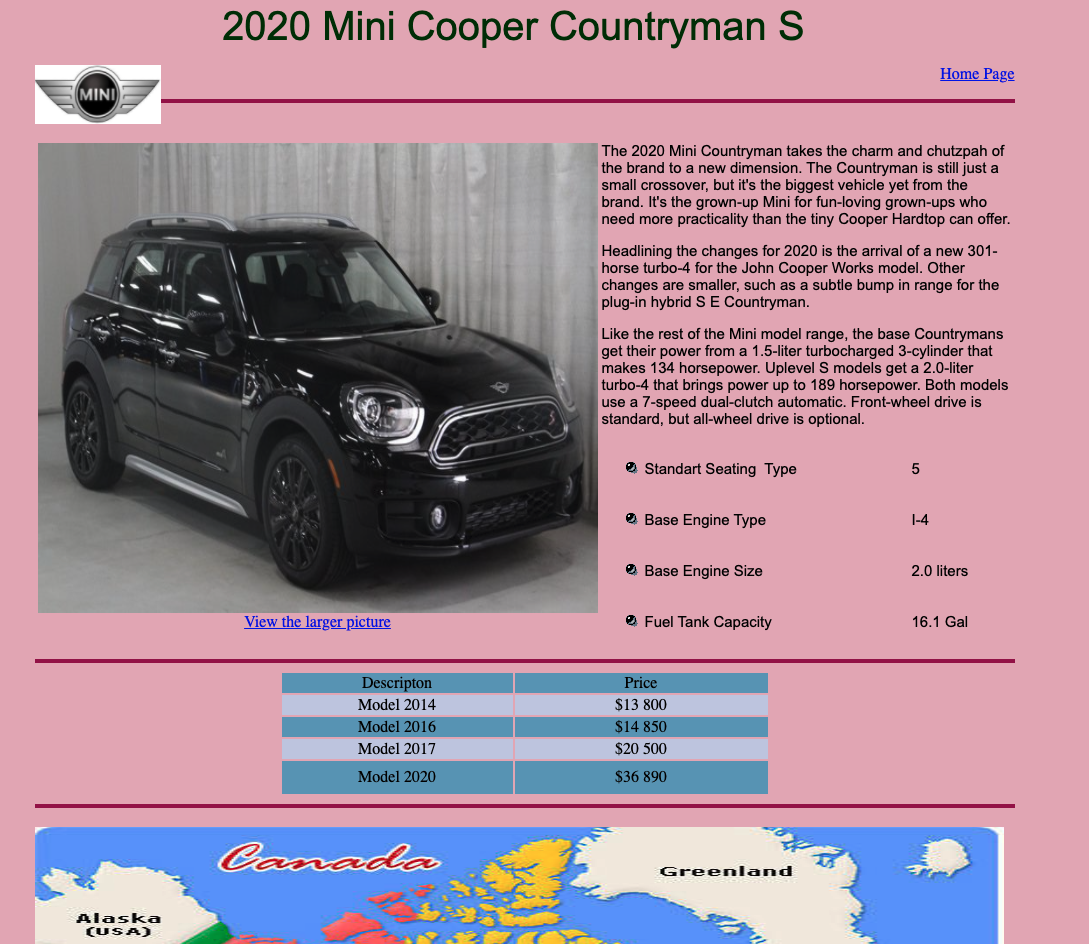 2020 Mini Cooper Countryman S
MINI
Home Page
The 2020 Mini Countryman takes the charm and chutzpah of
the brand to a new dimension. The Countryman is still just a
small crossover, but it's the biggest vehicle yet from the
brand. It's the grown-up Mini for fun-loving grown-ups who
need more practicality than the tiny Cooper Hardtop can offer.
Headlining the changes for 2020 is the arrival of a new 301-
horse turbo-4 for the John Cooper Works model. Other
changes are smaller, such as a subtle bump in range for the
plug-in hybrid S E Countryman.
Like the rest of the Mini model range, the base Countrymans
get their power from a 1.5-liter turbocharged 3-cylinder that
makes 134 horsepower. Uplevel S models get a 2.0-liter
turbo-4 that brings power up to 189 horsepower. Both models
use a 7-speed dual-clutch automatic. Front-wheel drive is
standard, but all-wheel drive is optional.
Standart Seating Type 5
Base Engine Type I-4
Base Engine Size 2.0 liters
Fuel Tank Capacity 16.1 Gal
View the larger picture
Descripton Price
Model 2014 $13 800
Model 2016 $14 850
Model 2017 $20 500
Model 2020 $36 890
Canada
Greenland
Alaska
(USA)